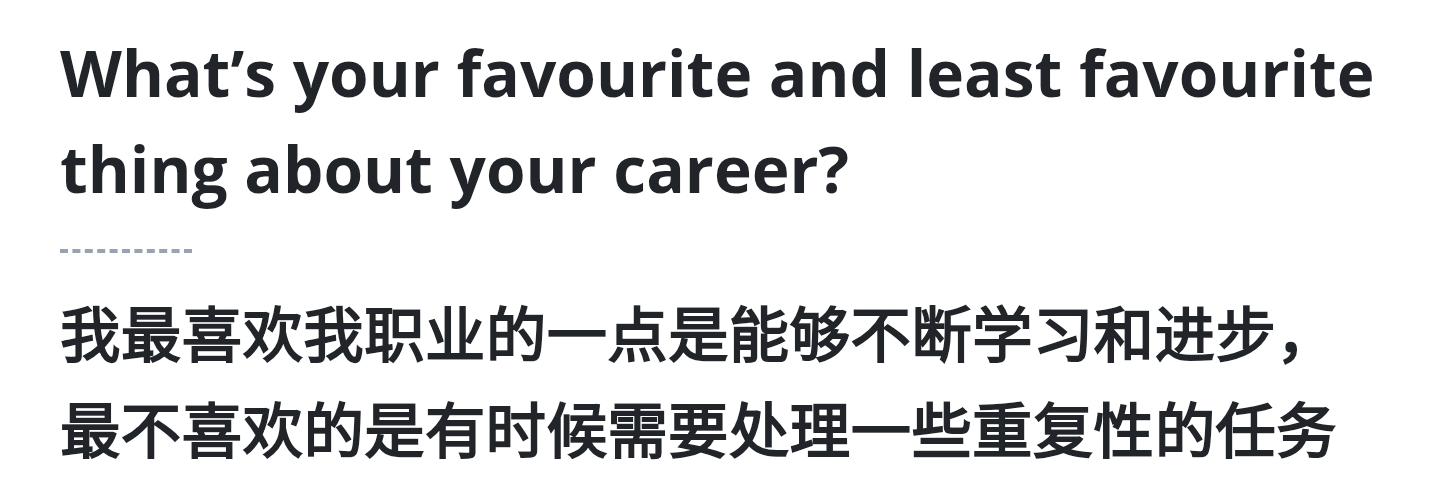 What’s your favourite and least favourite
thing about your career?
我最喜欢我职业的一点是能够不断学习和进步，
最不喜欢的是有时候需要处理一些重复性的任务